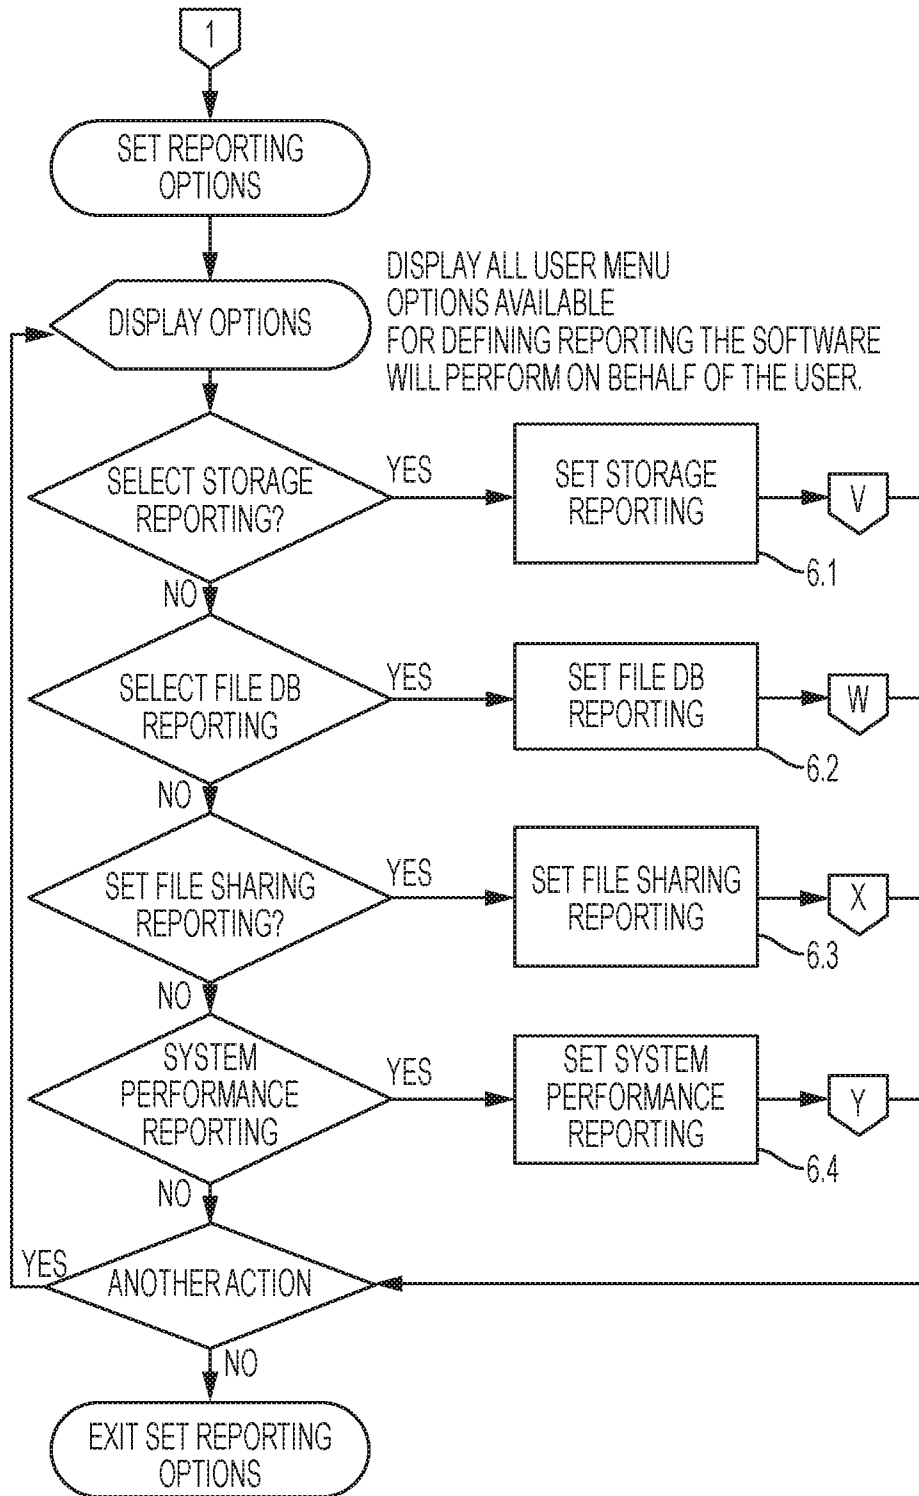 1
SET REPORTING
OPTIONS
DISPLAY OPTIONS
DISPLAY ALL USER MENU
OPTIONS AVAILABLE
FOR DEFINING REPORTING THE SOFTWARE
WILL PERFORM ON BEHALF OF THE USER.
SELECT STORAGE
REPORTING?
YES
SET STORAGE
REPORTING
V
6.1
NO
SELECT FILE DB
REPORTING
YES
SET FILE DB
REPORTING
W
6.2
NO
SET FILE SHARING
REPORTING?
YES
SET FILE SHARING
REPORTING
X
6.3
NO
SYSTEM
PERFORMANCE
REPORTING
YES
SET SYSTEM
PERFORMANCE
REPORTING
Y
6.4
NO
YES
ANOTHER ACTION
NO
EXIT SET REPORTING
OPTIONS